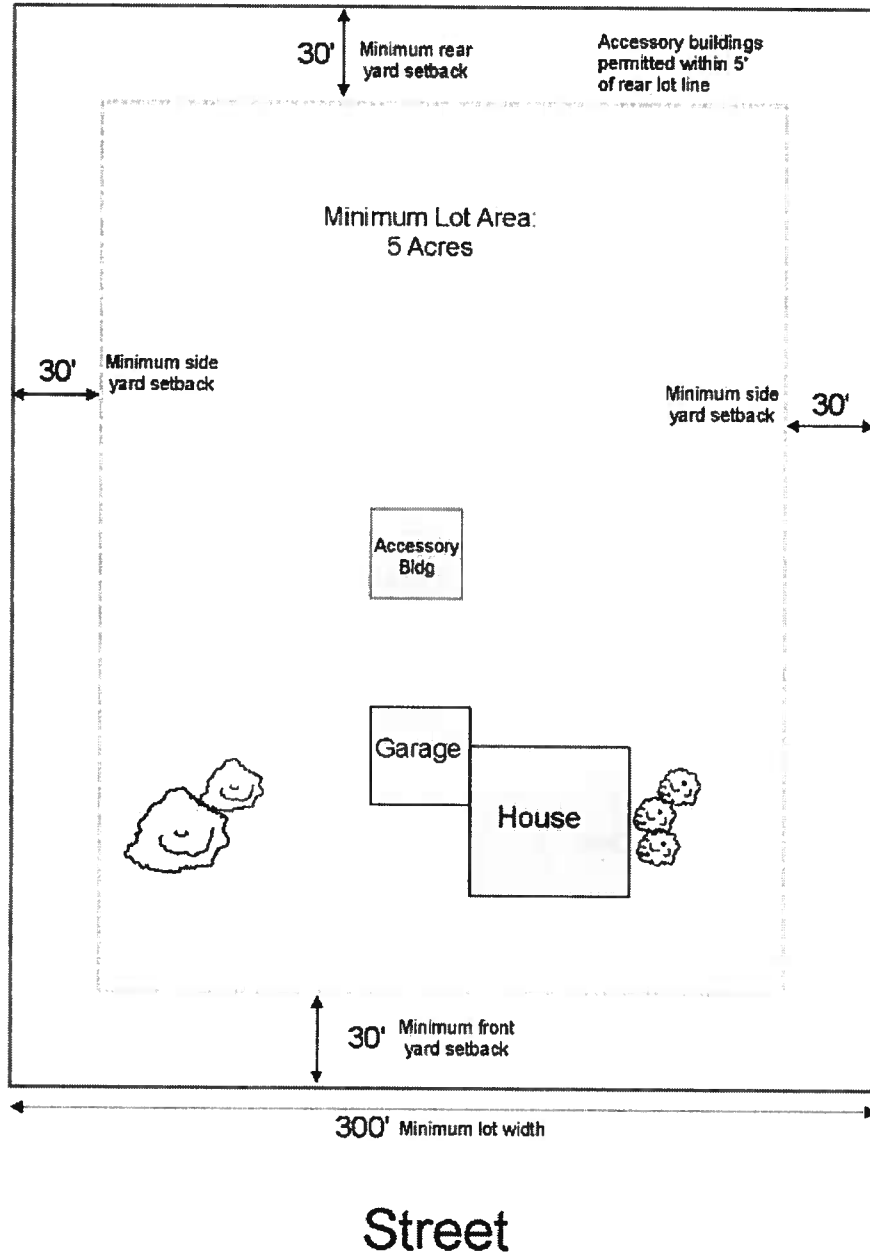 30'
Minimum rear
yard setback
Accessory buildings
permitted within 5'
of rear lot line
Minimum Lot Area:
5 Acres
30'
Minimum side
yard setback
Minimum side
yard setback
30'
Accessory
Bldg
Garage
House
30'
Minimum front
yard setback
300' Minimum lot width
Street